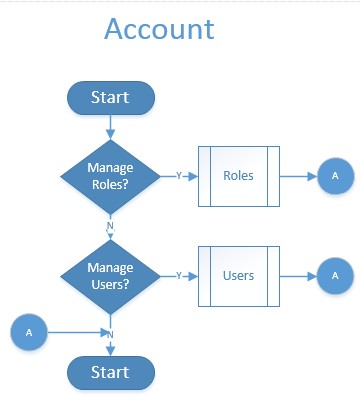 Account
Start
Manage
Roles?
Y
Roles
A
N
Manage
Users?
Y
Users
A
A
N
Start